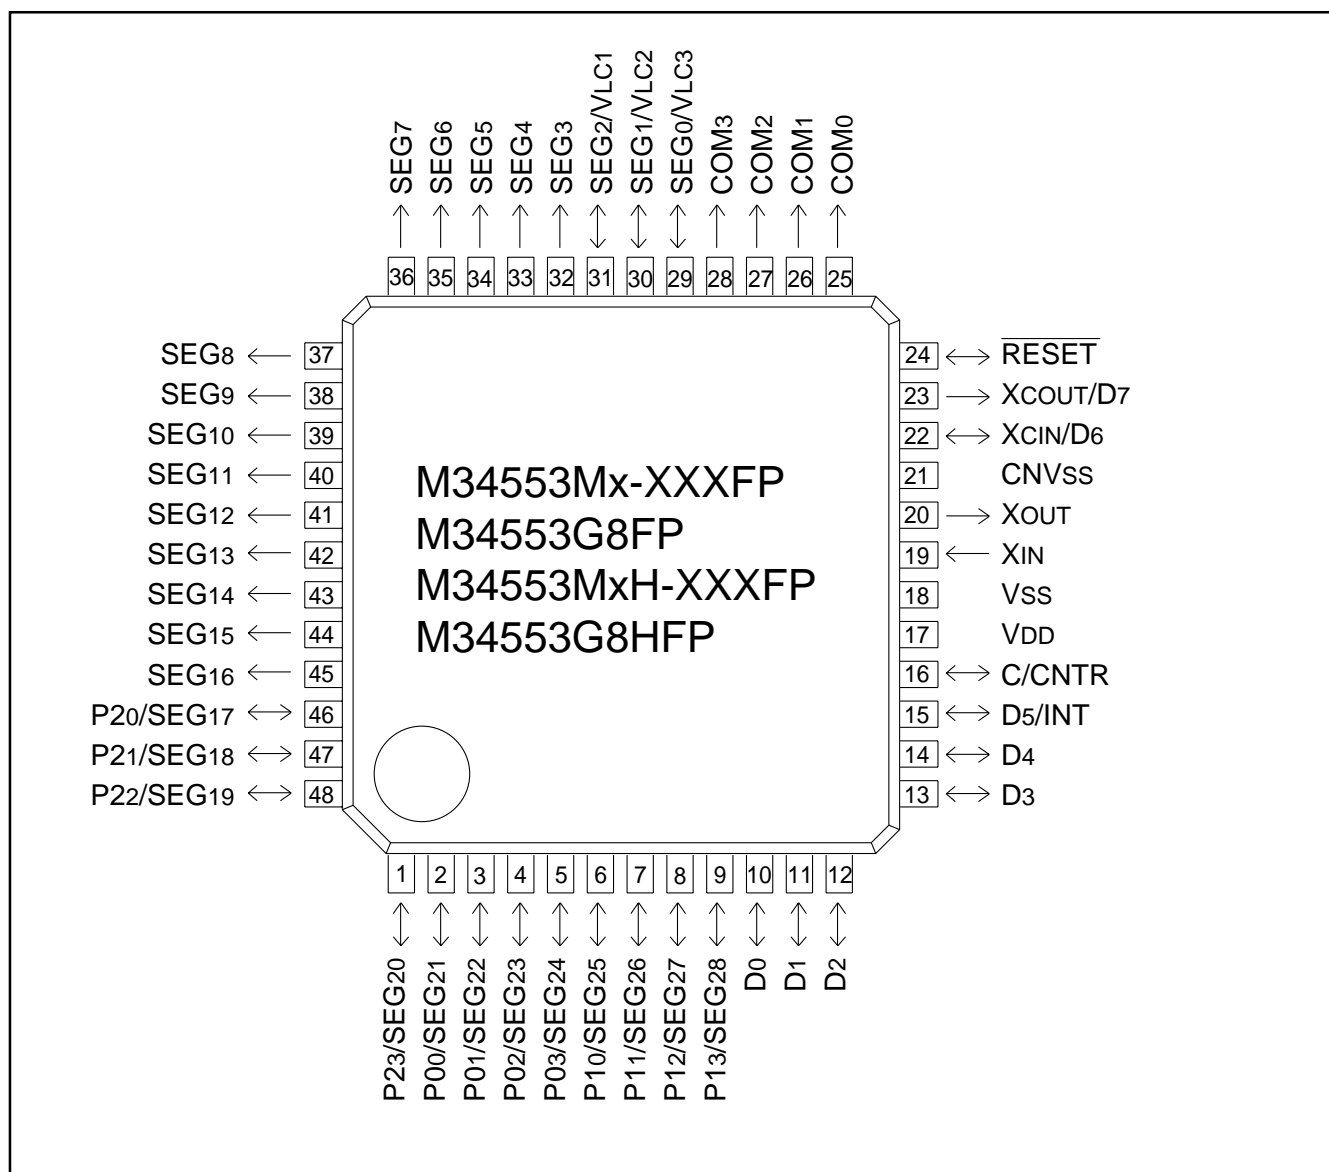 SEG7
SEG6
SEG5
SEG4
SEG3
SEG2/VLC1
SEG1/VLC2
SEG0/VLC3
COM3
COM2
COM1
COM0
36
35
34
33
32
31
30
29
28
27
26
25
SEG8 37
SEG9 38
SEG10 39
SEG11 40
SEG12 41
SEG13 42
SEG14 43
SEG15 44
SEG16 45
P20/SEG17 46
P21/SEG18 47
P22/SEG19 48
M34553Mx-XXXFP
M34553G8FP
M34553MxH-XXXFP
M34553G8HFP
24 RESET
23 XCOUT/D7
22 XCIN/D6
21 CNVSS
20 XOUT
19 XIN
18 VSS
17 VDD
16 C/CNTR
15 D5/INT
14 D4
13 D3
1
2
3
4
5
6
7
8
9
10
11
12
P23/SEG20
P00/SEG21
P01/SEG22
P02/SEG23
P03/SEG24
P10/SEG25
P11/SEG26
P12/SEG27
P13/SEG28
D0
D1
D2